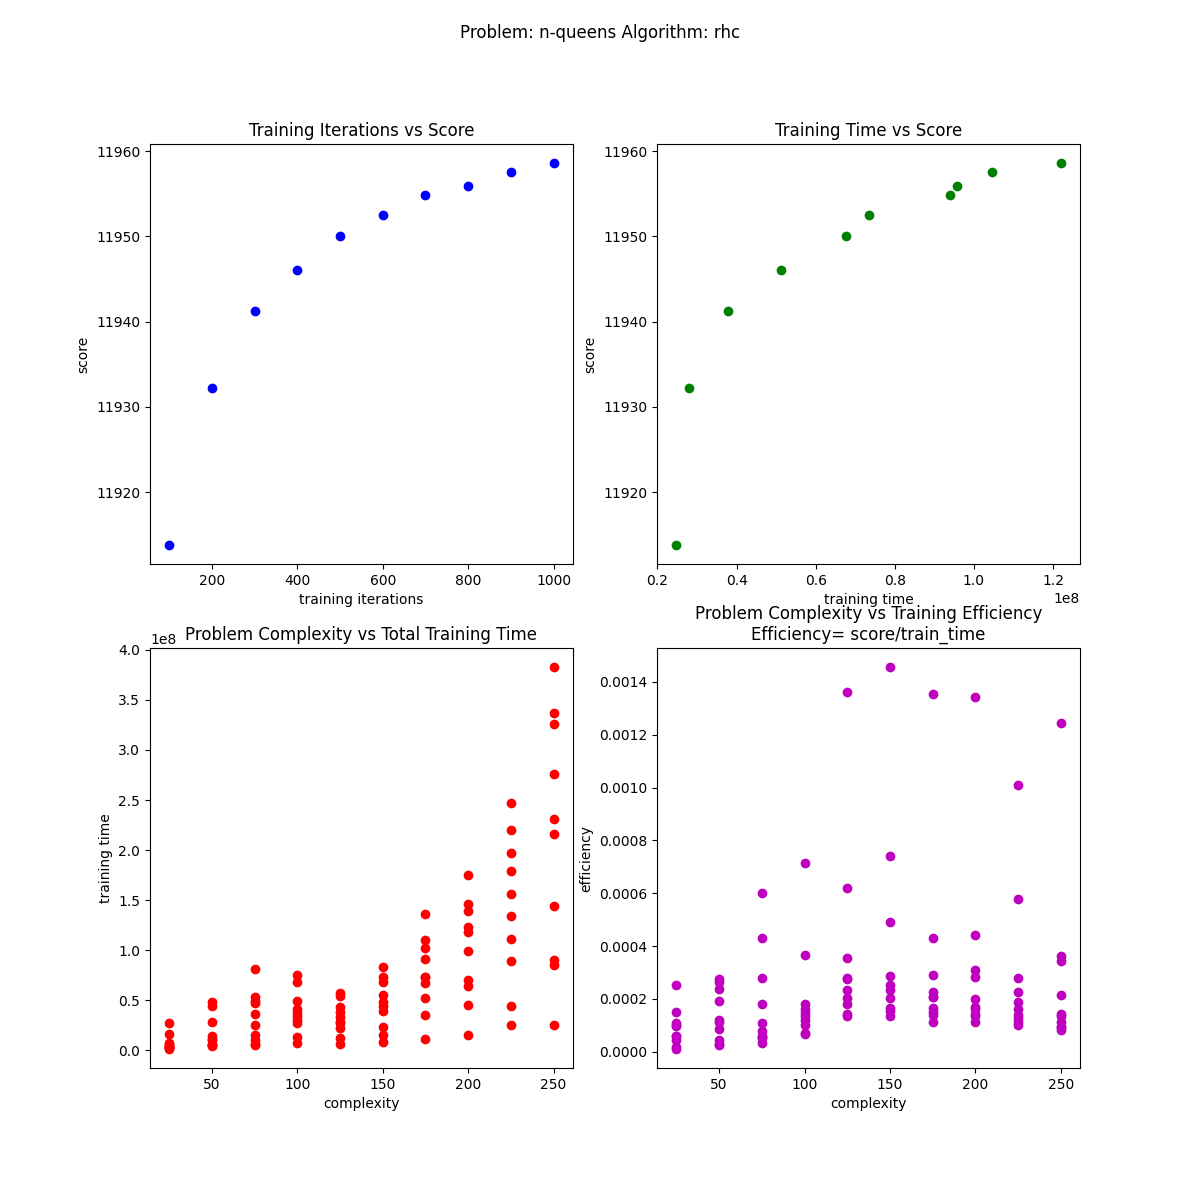 Problem: n-queens Algorithm: rhc
Training Iterations vs Score
11960
11950
11940
11930
11920
score
200 400 600 800 1000
training iterations
Training Time vs Score
11960
11950
11940
11930
11920
score
0.2 0.4 0.6 0.8 1.0 1.2
1e8
training time
1e8
Problem Complexity vs Total Training Time
4.0
3.5
3.0
2.5
2.0
1.5
1.0
0.5
0.0
training time
50 100 150 200 250
complexity
Problem Complexity vs Training Efficiency
Efficiency= score/train_time
0.0014
0.0012
0.0010
0.0008
0.0006
0.0004
0.0002
0.0000
efficiency
50 100 150 200 250
complexity